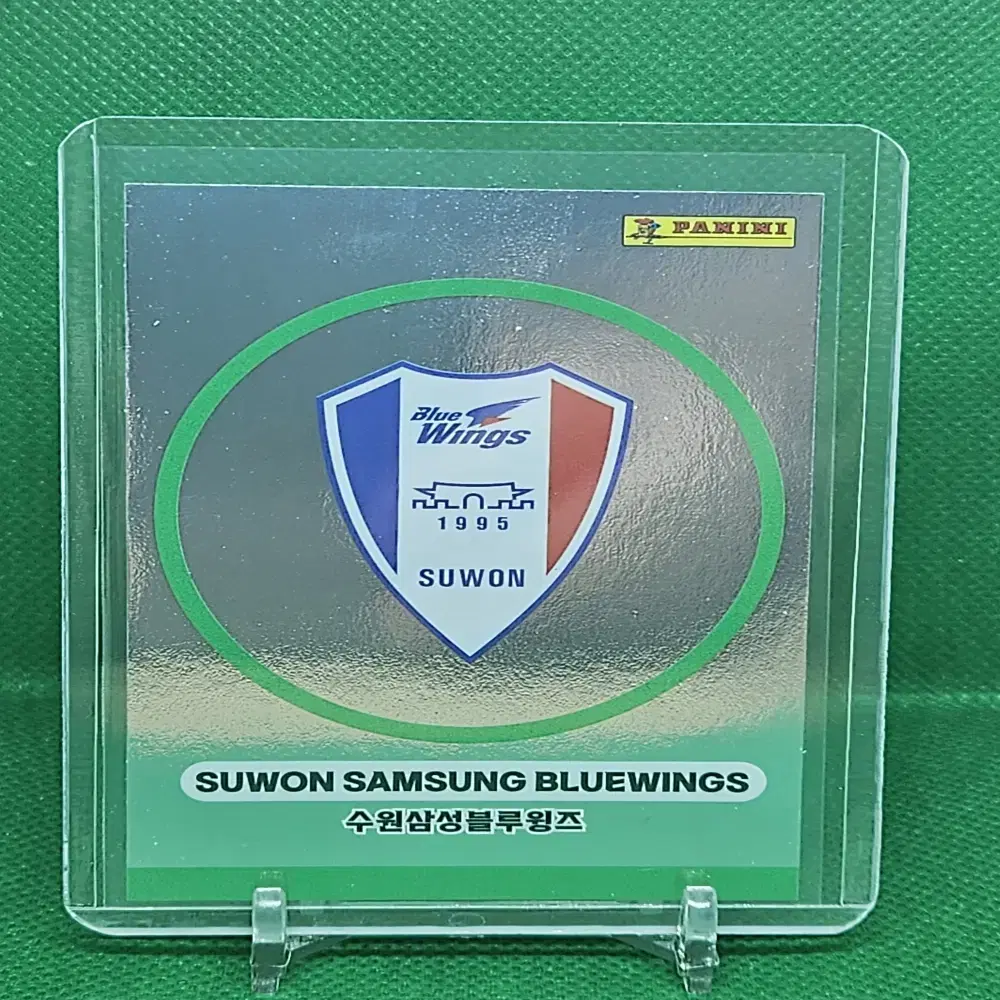 PANINI
Blue
Wings
1995
SUWON
SUWON SAMSUNG BLUEWINGS
수원삼성블루윙즈